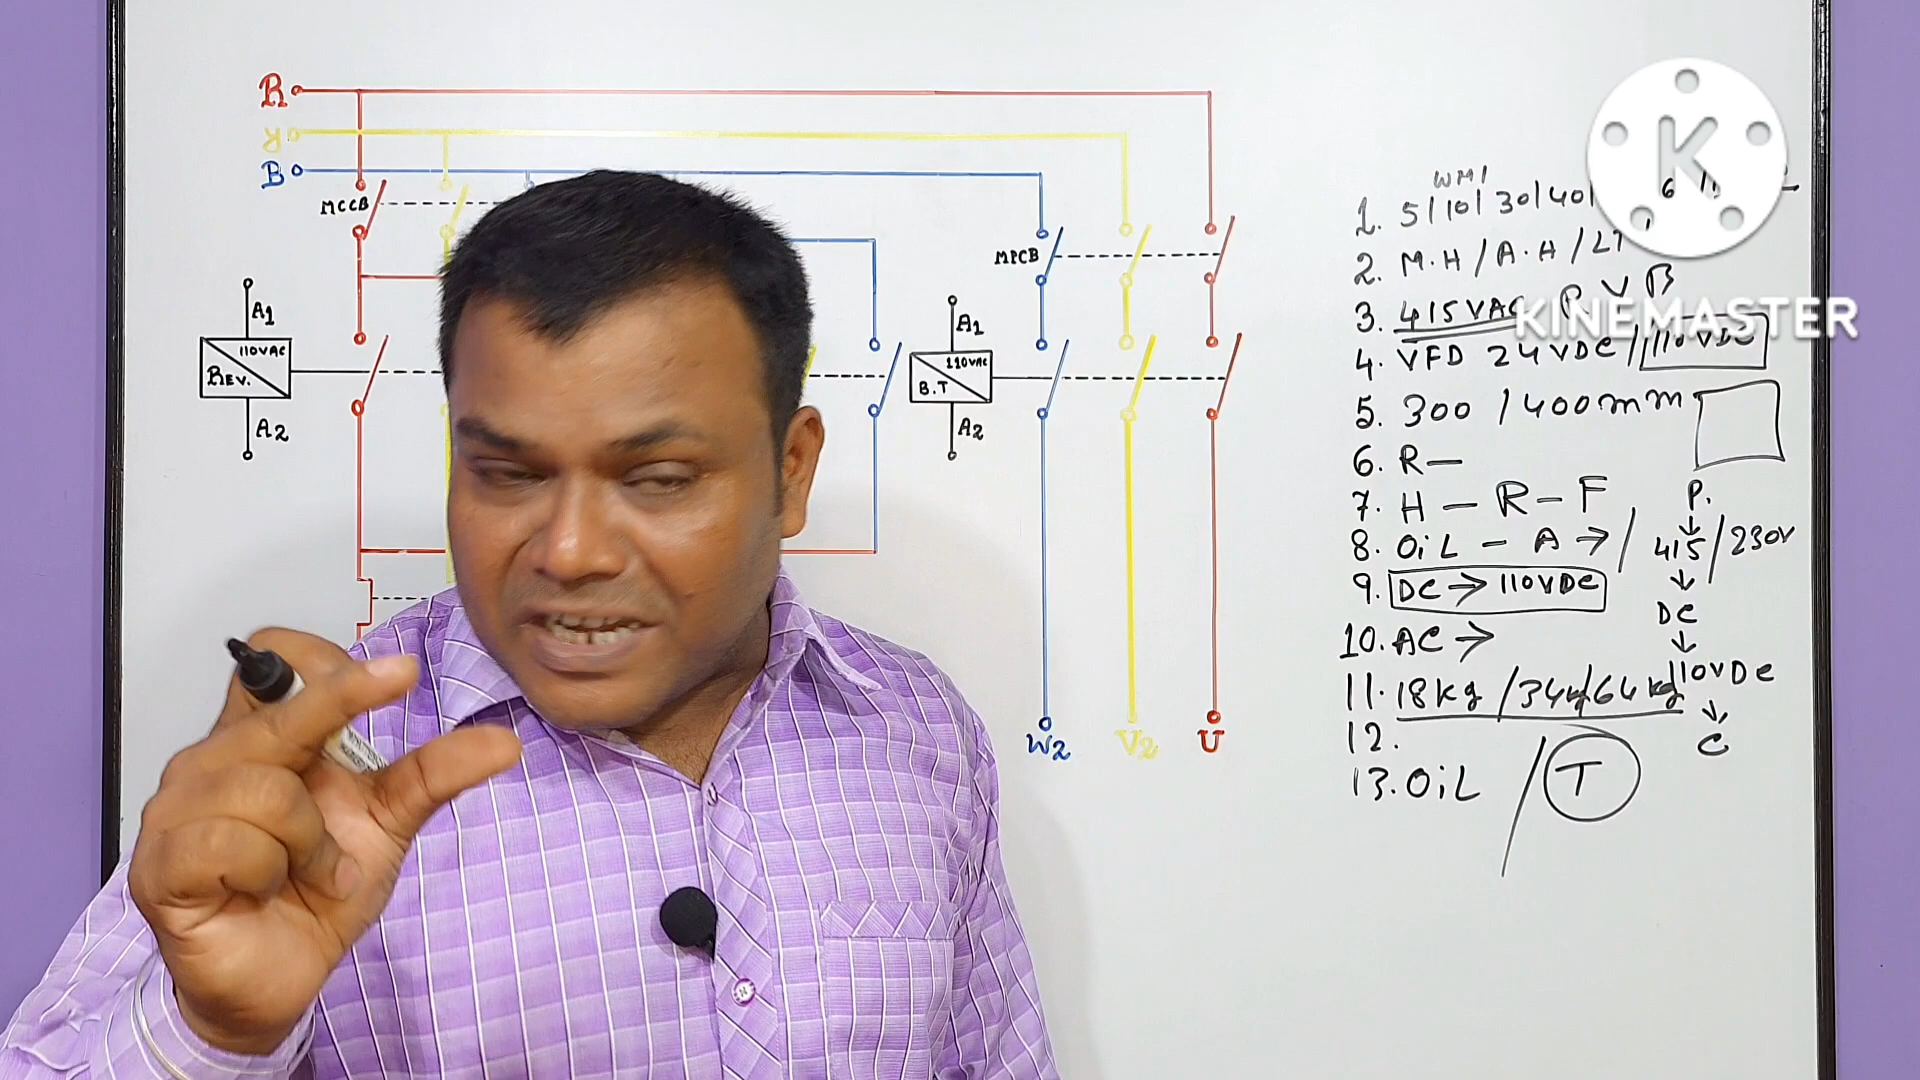 R
Y
B
MCCB
MPCB
A1
110VAC
REV.
A2
A1
110VAC
B.T
A2
W2
V2
U
WM1
1. 5/10/30/40/
2. M.H/A.H/LT
3. 415VAC R Y B
4. VFD 24VDC/110VDC
5. 300/400mm
6. R—
7. H-R-F
8. OiL - A →/
9. DC→110VDC
10. AC→
11. 18kg/34/64kg
12.
13. OiL / T
P.
↓
415/230V
↓
DC
↓
110VDC
↓
C
K
KINEMASTER